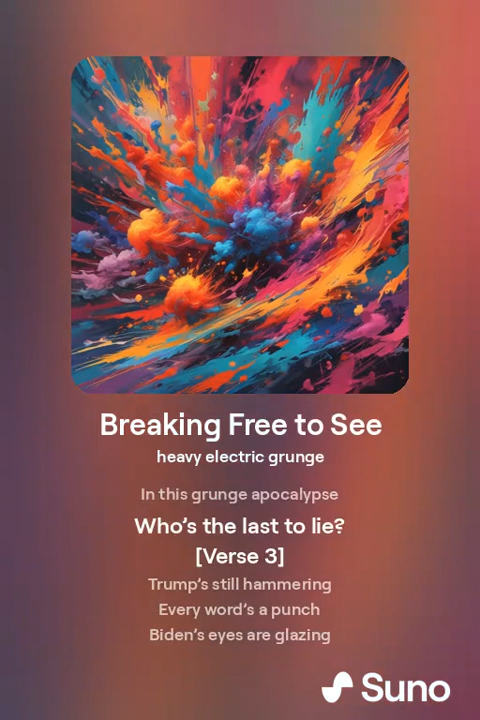 Breaking Free to See
heavy electric grunge
In this grunge apocalypse
Who's the last to lie?
[Verse 3]
Trump's still hammering
Every word's a punch
Biden's eyes are glazing
Suno